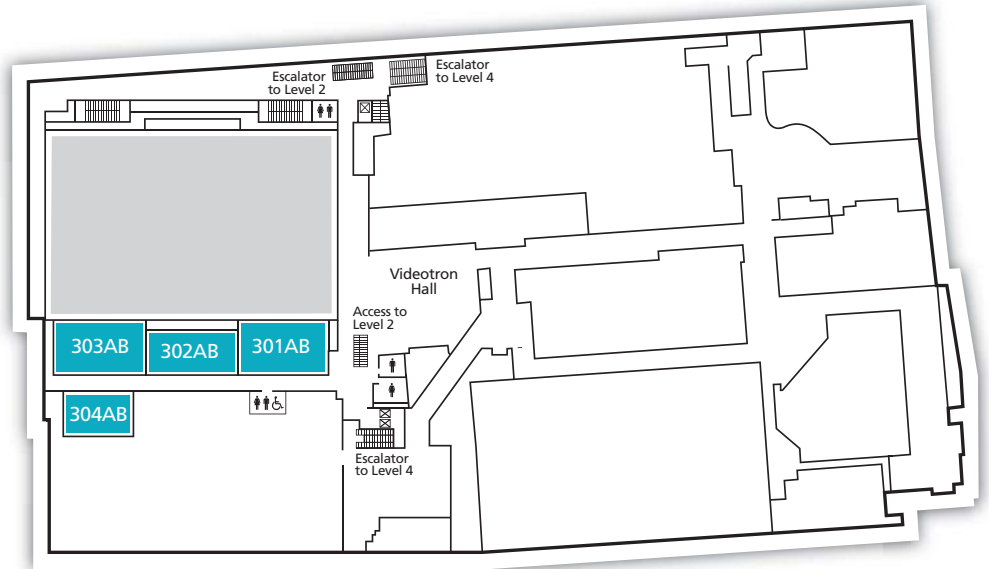 Escalator
to Level 2
Escalator
to Level 4
Videotron
Hall
Access to
Level 2
303AB
302AB
301AB
304AB
Escalator
to Level 4